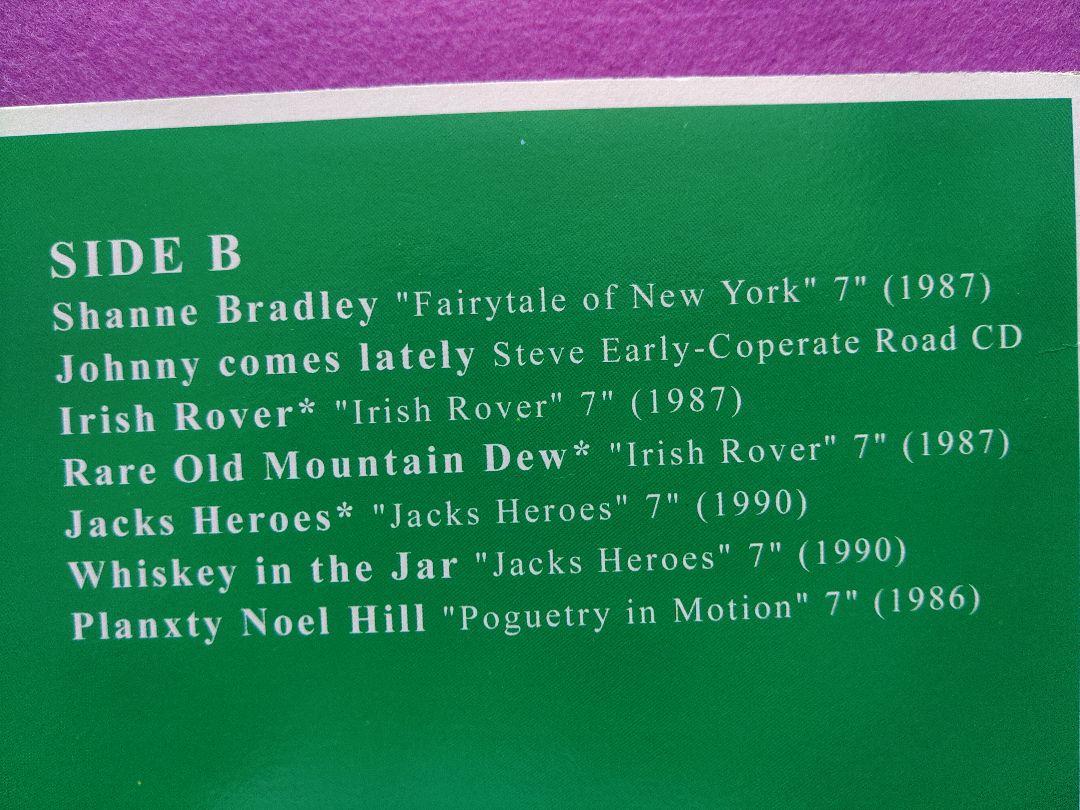 SIDE B
Shanne Bradley "Fairytale of New York" 7" (1987)
Johnny comes lately Steve Early-Coperate Road CD
Irish Rover* "Irish Rover" 7" (1987)
Rare Old Mountain Dew* "Irish Rover" 7" (1987)
Jacks Heroes* "Jacks Heroes" 7" (1990)
Whiskey in the Jar "Jacks Heroes" 7" (1990)
Planxty Noel Hill "Poguetry in Motion" 7" (1986)